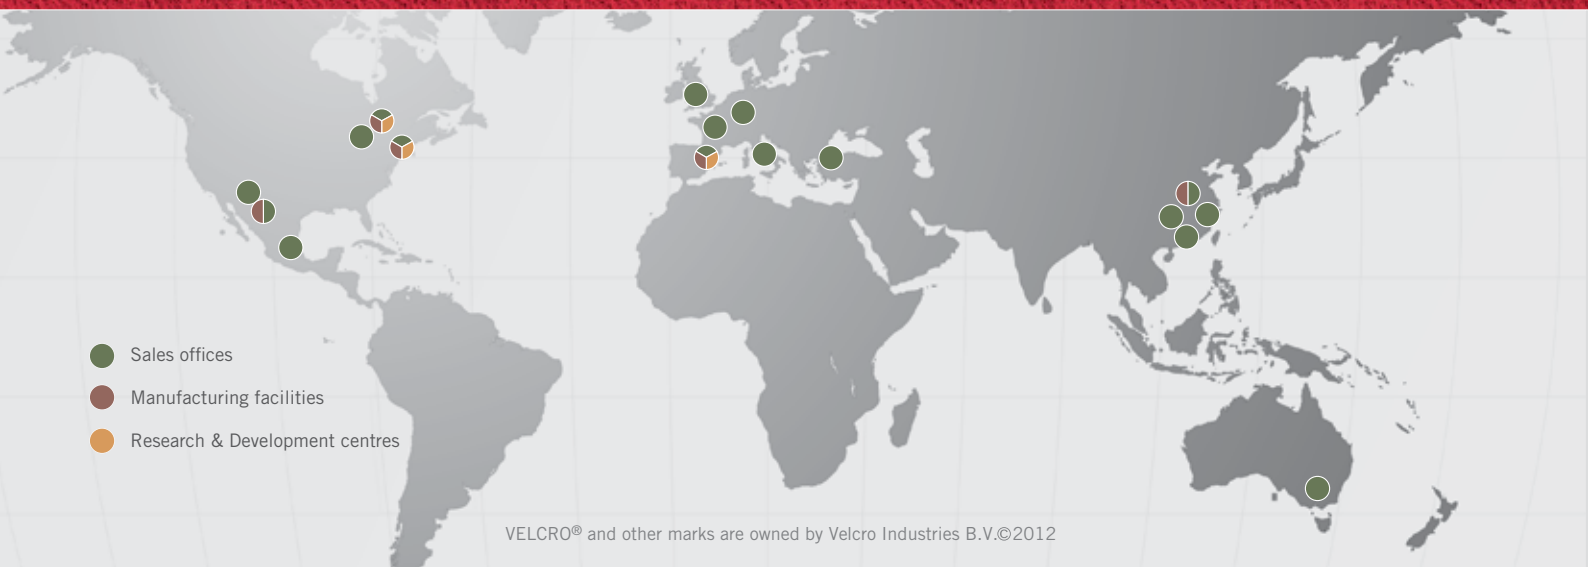 Sales offices
Manufacturing facilities
Research & Development centres
VELCRO® and other marks are owned by Velcro Industries B.V.©2012